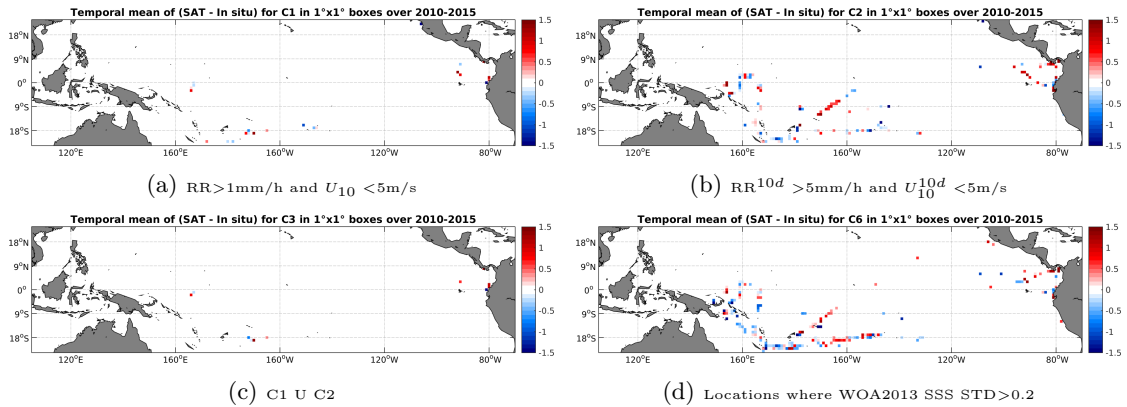 Temporal mean of (SAT - In situ) for C1 in 1°x1° boxes over 2010-2015
18°N
9°N
0°
9°S
18°S
120°E 160°E 160°W 120°W 80°W
1.5
1
0.5
0
-0.5
-1
-1.5
(a) RR>1mm/h and U10 <5m/s
Temporal mean of (SAT - In situ) for C2 in 1°x1° boxes over 2010-2015
18°N
9°N
0°
9°S
18°S
120°E 160°E 160°W 120°W 80°W
1.5
1
0.5
0
-0.5
-1
-1.5
(b) RR^10d >5mm/h and U10^10d <5m/s
Temporal mean of (SAT - In situ) for C3 in 1°x1° boxes over 2010-2015
18°N
9°N
0°
9°S
18°S
120°E 160°E 160°W 120°W 80°W
1.5
1
0.5
0
-0.5
-1
-1.5
(c) C1 U C2
Temporal mean of (SAT - In situ) for C6 in 1°x1° boxes over 2010-2015
18°N
9°N
0°
9°S
18°S
120°E 160°E 160°W 120°W 80°W
1.5
1
0.5
0
-0.5
-1
-1.5
(d) Locations where WOA2013 SSS STD>0.2